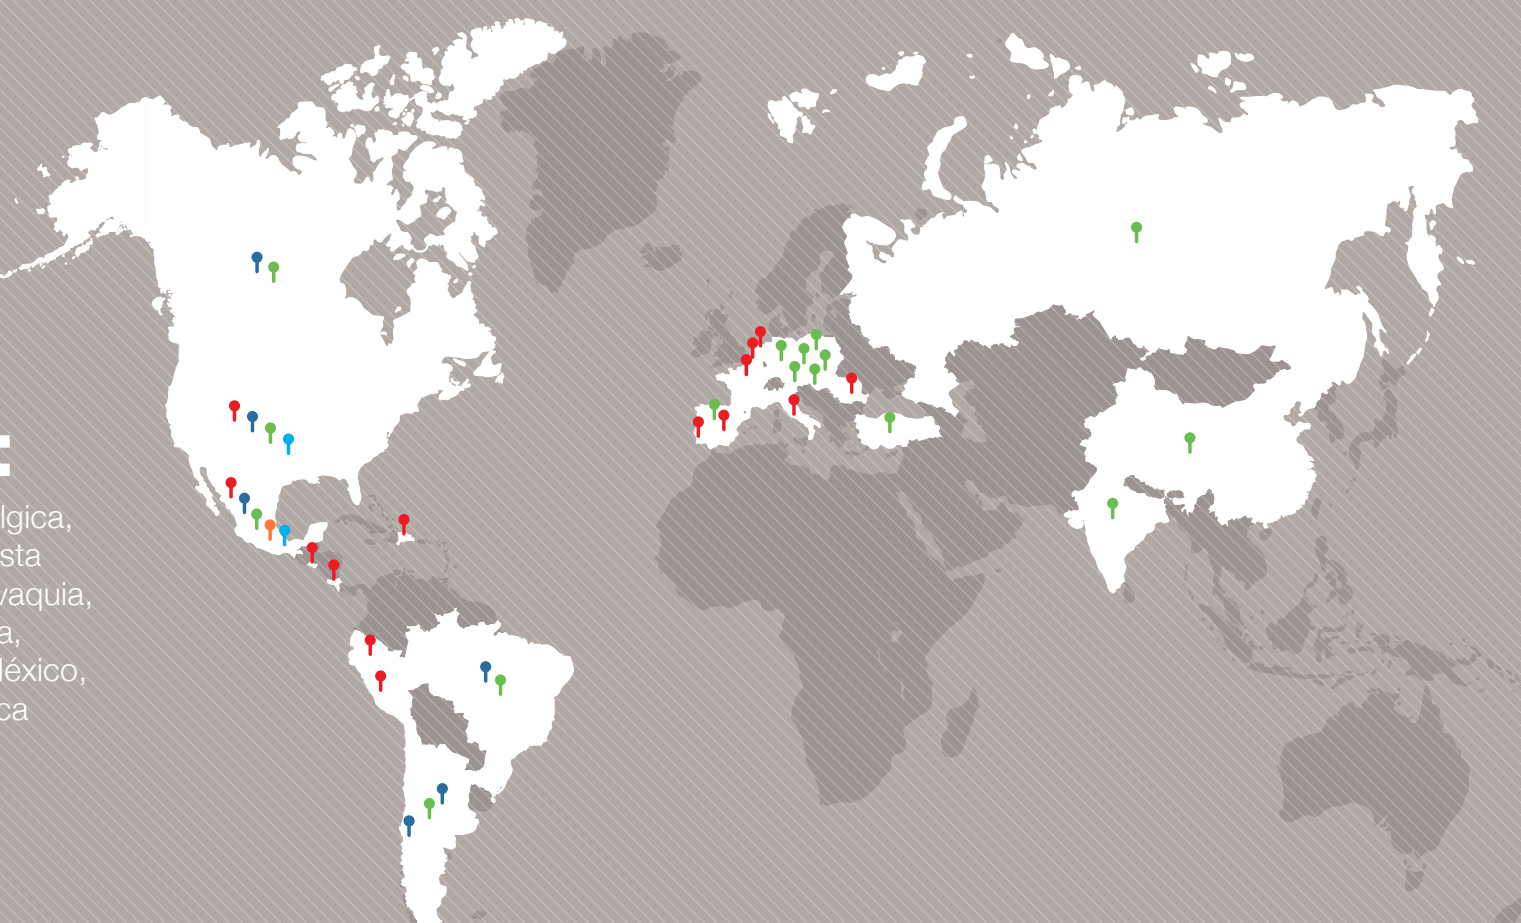 lgica,
sta
vaquia,
a,
léxico,
ca